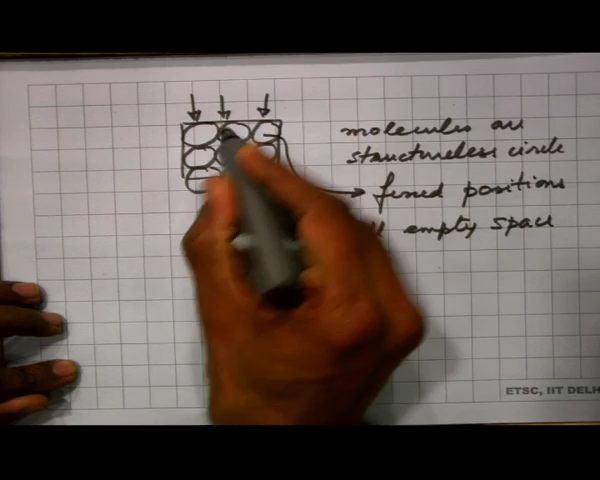 molecules are
structureless circle
fixed positions
empty space
ETSC, IIT DELH